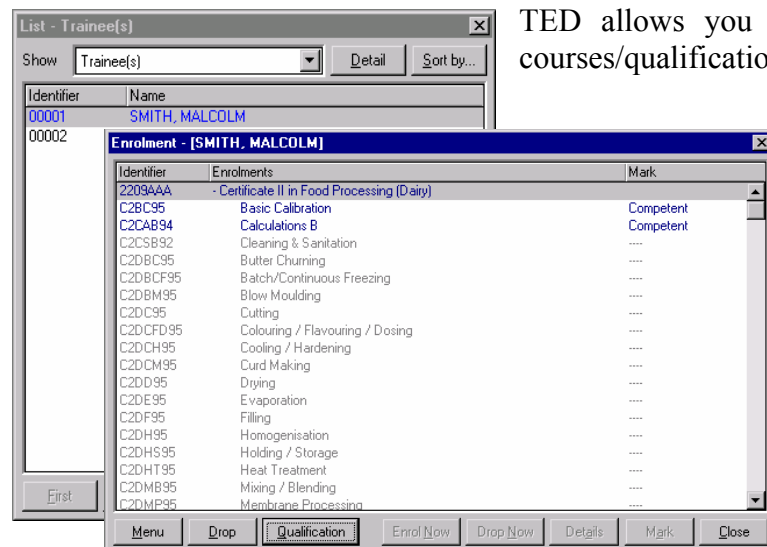 TED allows you
courses/qualificatio
List - Trainee(s)
Show Trainee(s) Detail Sort by...
Identifier Name
00001 SMITH, MALCOLM
00002
Enrolment - [SMITH, MALCOLM]
Identifier Enrolments Mark
2209AAA - Certificate II in Food Processing (Dairy)
C2BC95 Basic Calibration Competent
C2CAB94 Calculations B Competent
C2CSB92 Cleaning & Sanitation ----
C2DBC95 Butter Churning ----
C2DBCF95 Batch/Continuous Freezing ----
C2DBM95 Blow Moulding ----
C2DC95 Cutting ----
C2DCFD95 Colouring / Flavouring / Dosing ----
C2DCH95 Cooling / Hardening ----
C2DCM95 Curd Making ----
C2DD95 Drying ----
C2DE95 Evaporation ----
C2DF95 Filling ----
C2DH95 Homogenisation ----
C2DHS95 Holding / Storage ----
C2DHT95 Heat Treatment ----
C2DMB95 Mixing / Blending ----
C2DMP95 Membrane Processing ----
First
Menu Drop Qualification Enrol Now Drop Now Details Mark Close